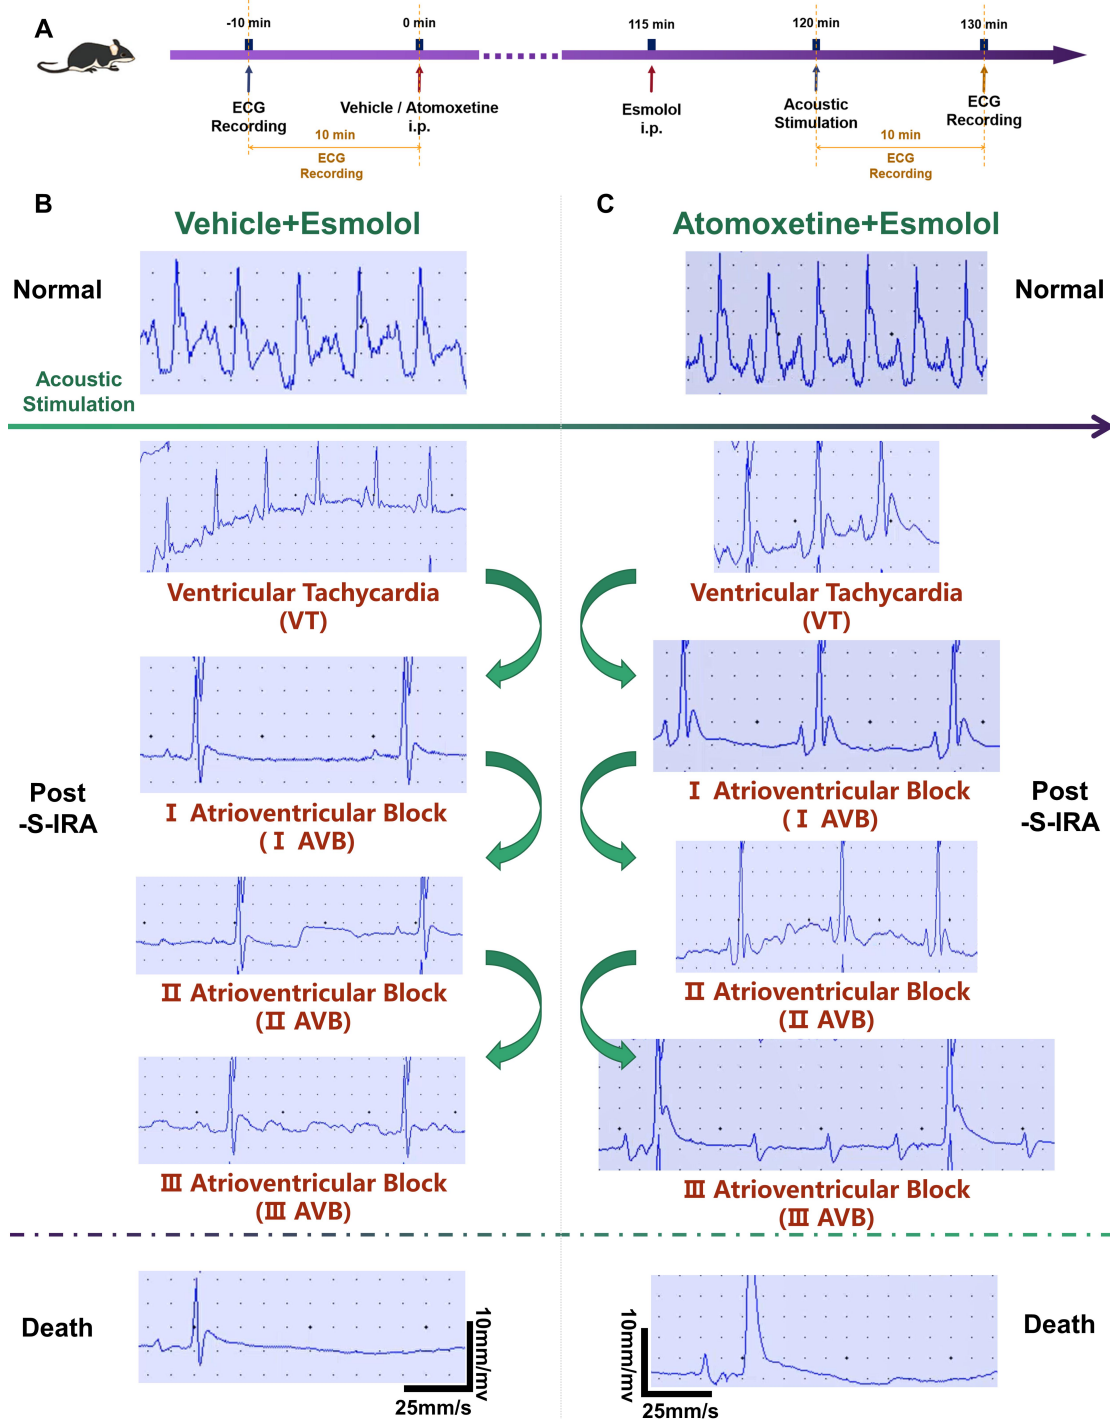 A
-10 min
0 min
115 min
120 min
130 min
ECG
Recording
Vehicle / Atomoxetine
i.p.
Esmolol
i.p.
Acoustic
Stimulation
ECG
Recording
10 min
ECG
Recording
10 min
ECG
Recording
B
Vehicle+Esmolol
C
Atomoxetine+Esmolol
Normal
Normal
Acoustic
Stimulation
Ventricular Tachycardia
(VT)
Ventricular Tachycardia
(VT)
Post
-S-IRA
Post
-S-IRA
Ⅰ Atrioventricular Block
(Ⅰ AVB)
Ⅰ Atrioventricular Block
(Ⅰ AVB)
Ⅱ Atrioventricular Block
(Ⅱ AVB)
Ⅱ Atrioventricular Block
(Ⅱ AVB)
Ⅲ Atrioventricular Block
(Ⅲ AVB)
Ⅲ Atrioventricular Block
(Ⅲ AVB)
Death
10mm/mv
25mm/s
10mm/mv
25mm/s
Death